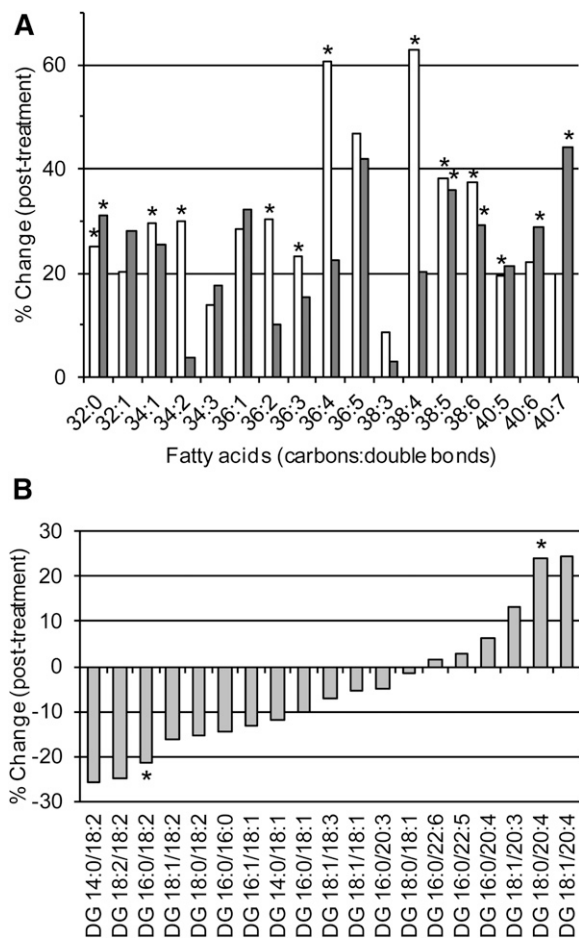 A
% Change (post-treatment)
60
40
20
0
* * * * * * * * * * * * * * *
32:0
32:1
34:1
34:2
34:3
36:1
36:2
36:3
36:4
36:5
38:3
38:4
38:5
38:6
40:5
40:6
40:7
Fatty acids (carbons:double bonds)
B
% Change (post-treatment)
30
20
10
0
-10
-20
-30
*
*
DG 14:0/18:2
DG 18:2/18:2
DG 16:0/18:2
DG 18:1/18:2
DG 18:0/18:2
DG 16:0/16:0
DG 16:1/18:1
DG 14:0/18:1
DG 16:0/18:1
DG 18:1/18:3
DG 18:1/18:1
DG 16:0/20:3
DG 18:0/18:1
DG 16:0/22:6
DG 16:0/22:5
DG 16:0/20:4
DG 18:1/20:3
DG 18:0/20:4
DG 18:1/20:4